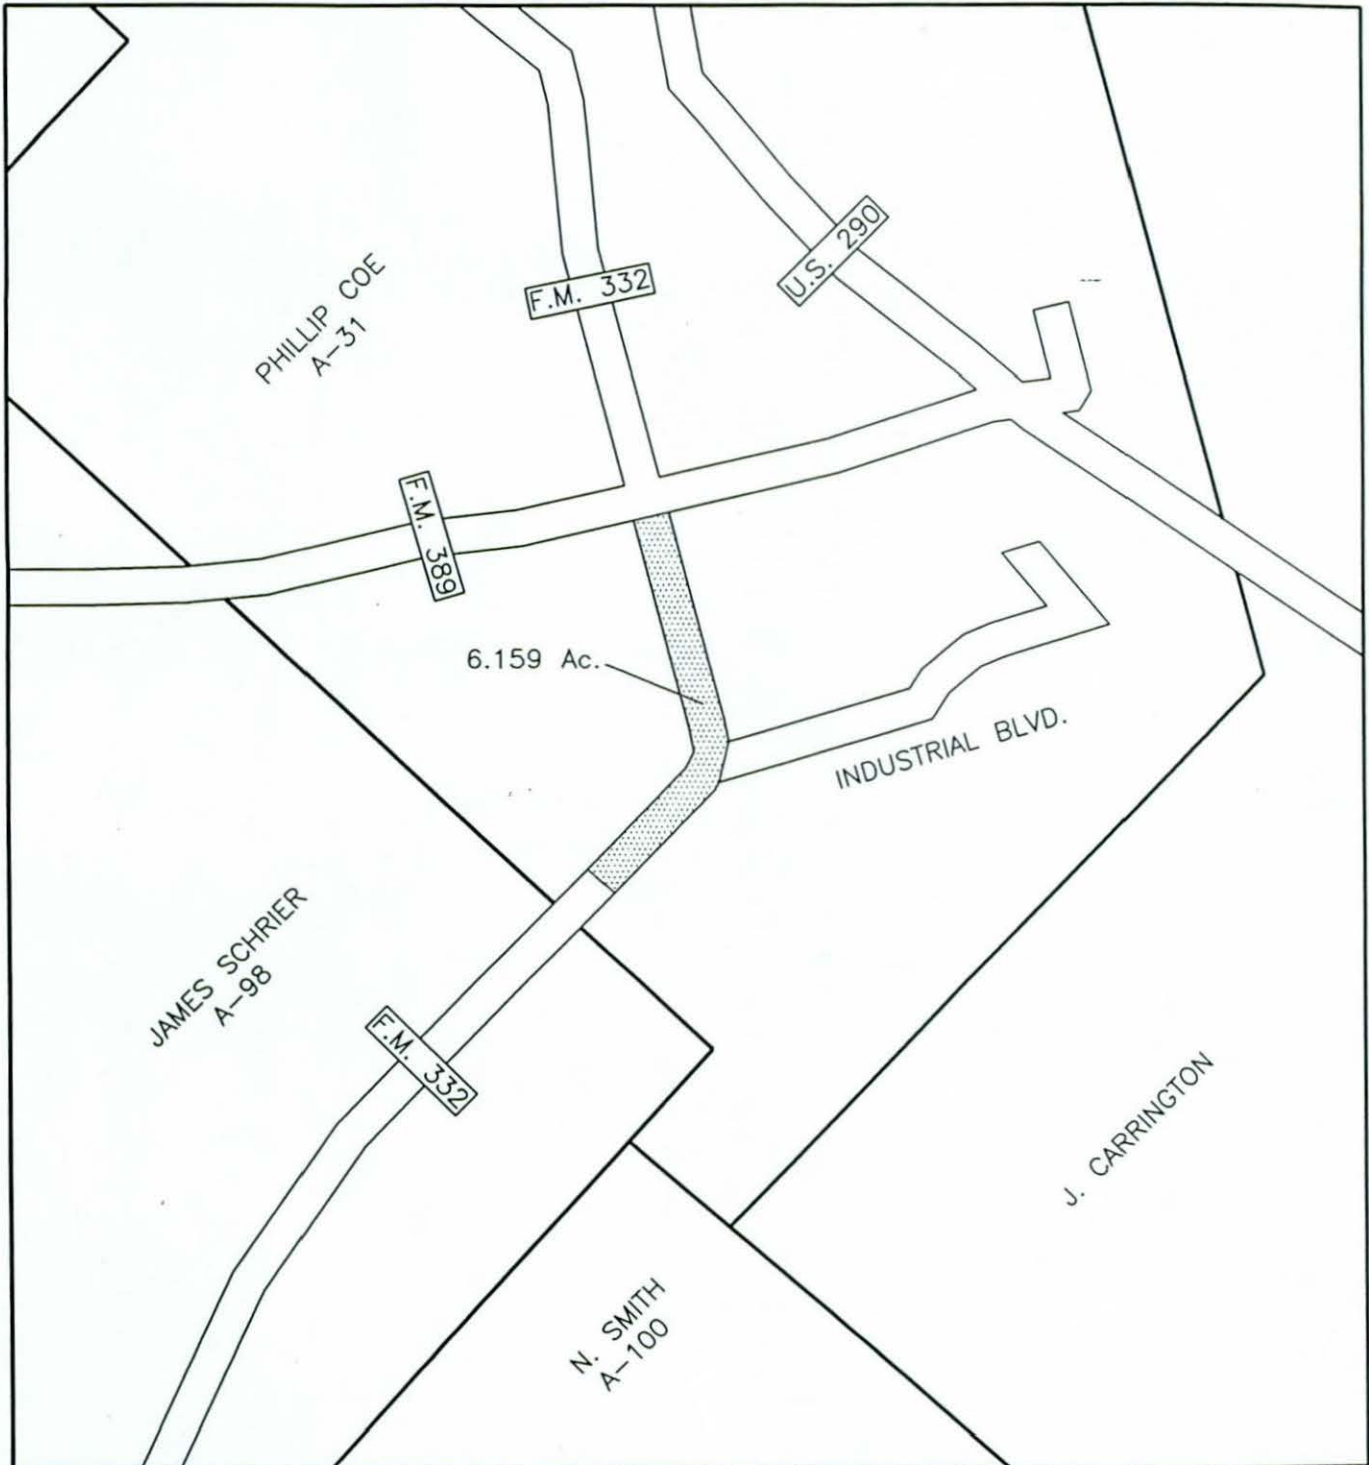 U.S. 290
F.M. 332
PHILLIP COE
A-31
F.M. 389
6.159 Ac.
INDUSTRIAL BLVD.
JAMES SCHRIER
A-98
F.M. 332
J. CARRINGTON
N. SMITH
A-100